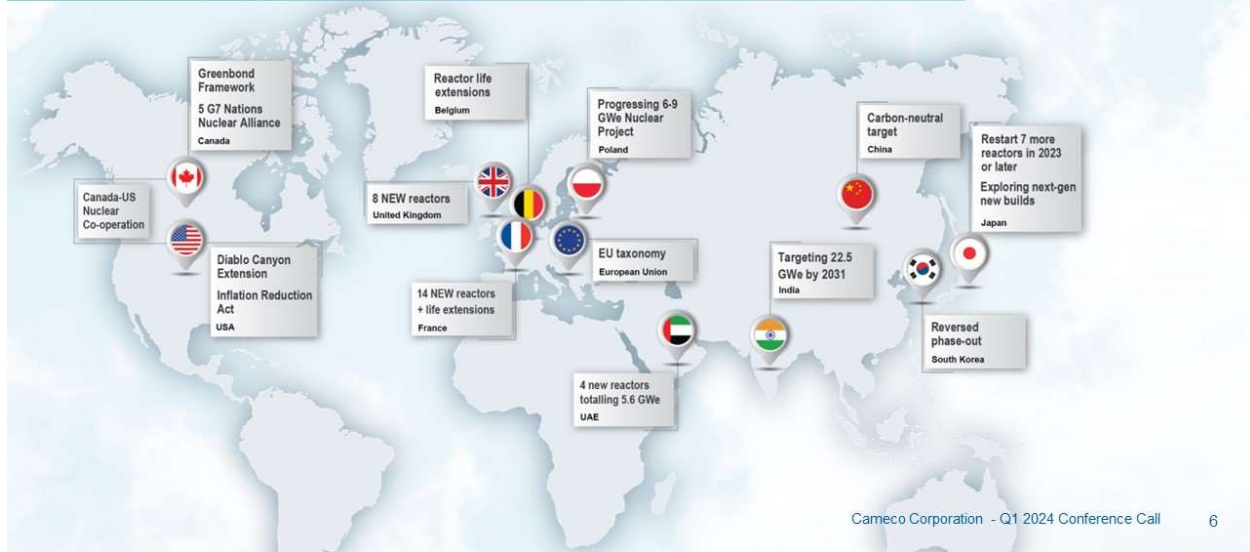 Greenbond
Framework
5 G7 Nations
Nuclear Alliance
Canada
Canada-US
Nuclear
Co-operation
Diablo Canyon
Extension
Inflation Reduction
Act
USA
Reactor life
extensions
Belgium
8 NEW reactors
United Kingdom
Progressing 6-9
GWe Nuclear
Project
Poland
14 NEW reactors
+ life extensions
France
EU taxonomy
European Union
4 new reactors
totalling 5.6 GWe
UAE
Targeting 22.5
GWe by 2031
India
Carbon-neutral
target
China
Restart 7 more
reactors in 2023
or later
Exploring next-gen
new builds
Japan
Reversed
phase-out
South Korea
Cameco Corporation - Q1 2024 Conference Call 6